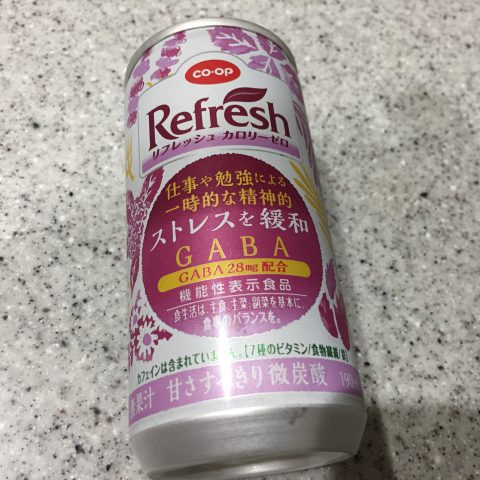 co·op
Refresh
リフレッシュ カロリーゼロ
仕事や勉強による
一時的な精神的
ストレスを緩和
GABA
GABA 28mg 配合
機能性表示食品
食生活は、主食、主菜、副菜を基本に、
食事のバランスを。
カフェインは含まれていません。【7種のビタミン/食物繊維
果汁 甘さすっきり 微炭酸 190